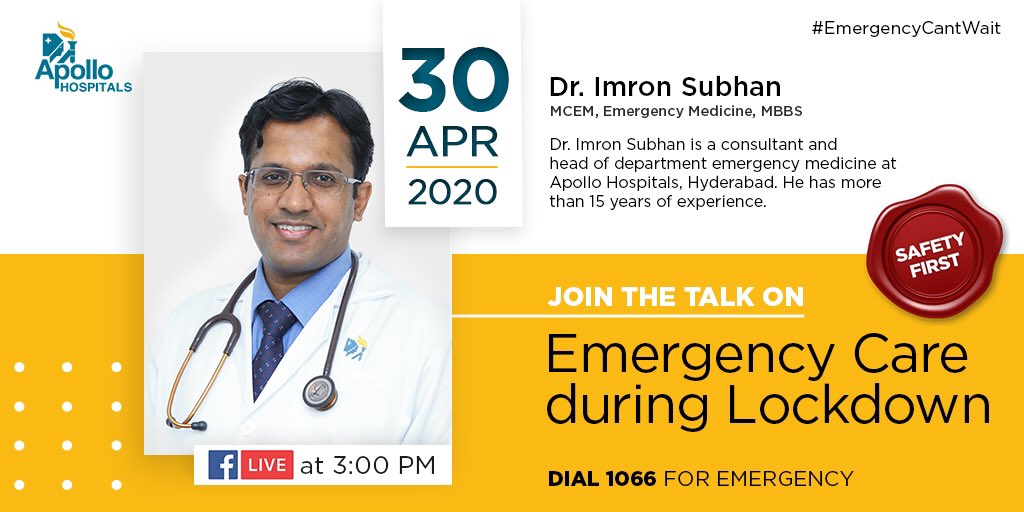 Apollo
HOSPITALS
30
APR
2020
#EmergencyCantWait
Dr. Imron Subhan
MCEM, Emergency Medicine, MBBS
Dr. Imron Subhan is a consultant and
head of department emergency medicine at
Apollo Hospitals, Hyderabad. He has more
than 15 years of experience.
SAFETY
FIRST
JOIN THE TALK ON
Emergency Care
during Lockdown
f LIVE at 3:00 PM
DIAL 1066 FOR EMERGENCY